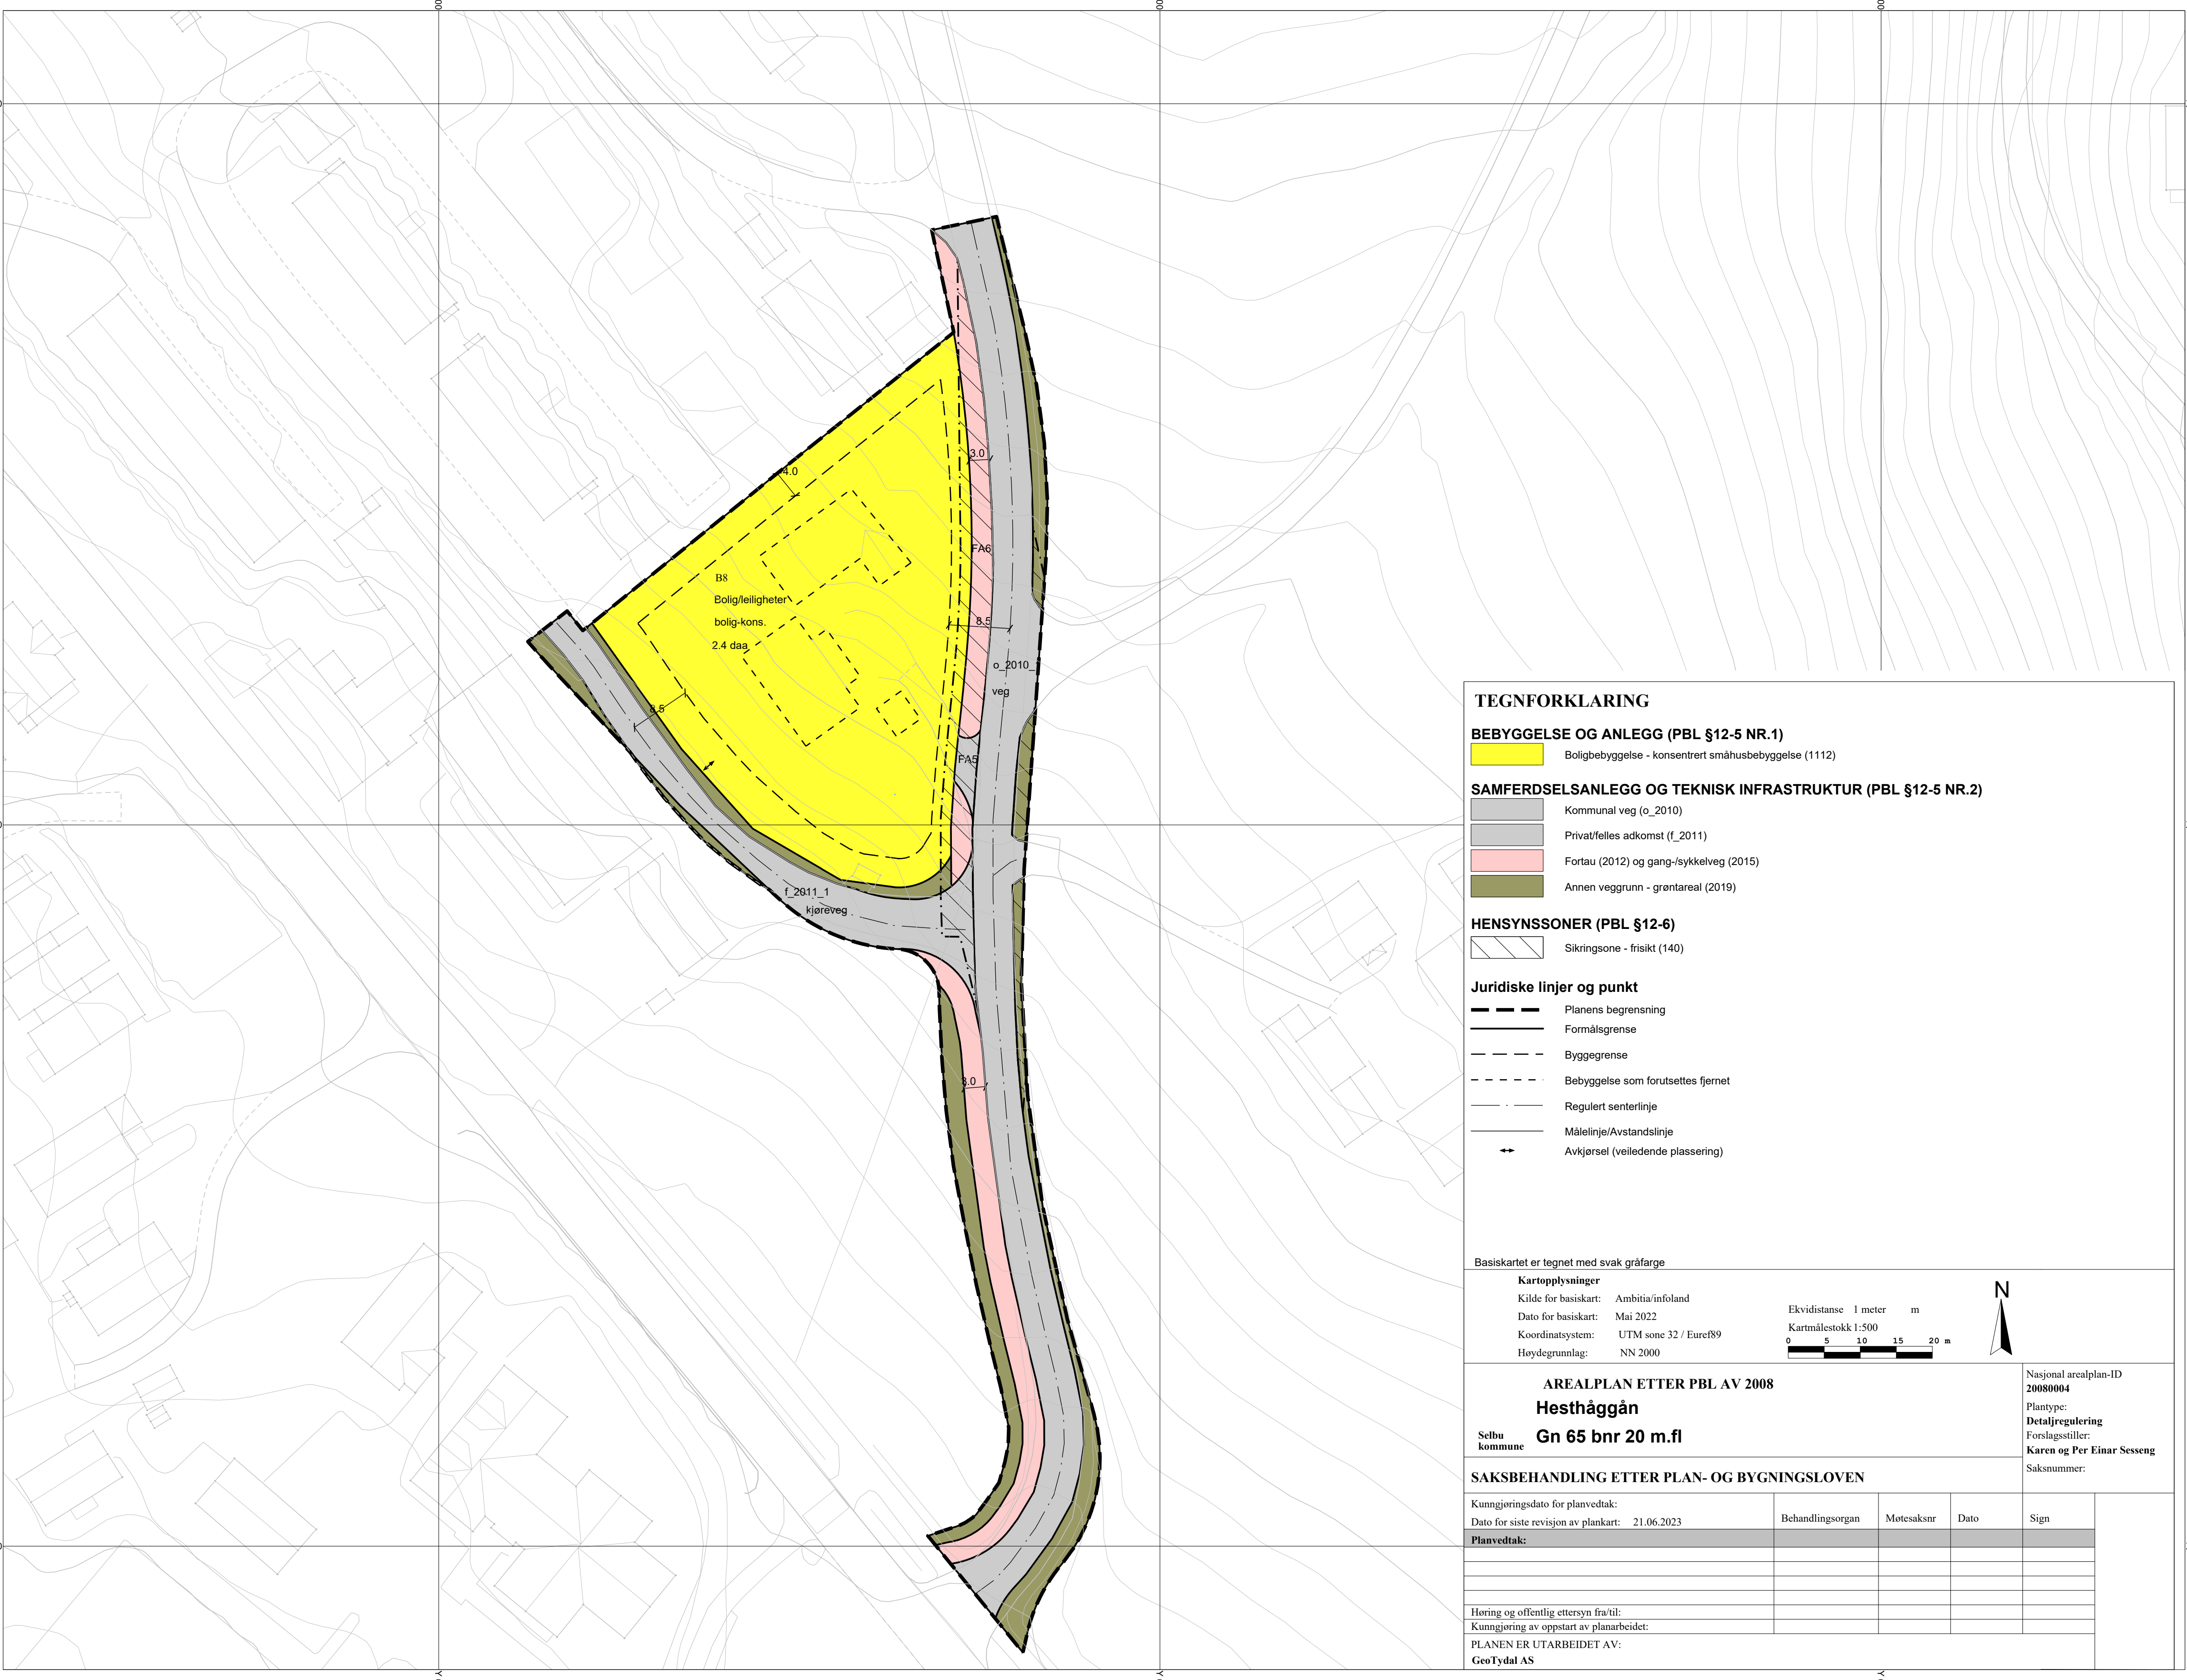 4.0
3.0
FA6
B8
Bolig/leiligheter
bolig-kons.
2.4 daa
8.5
o_2010_
veg
8.5
FA5
f_2011_1
kjøreveg
3.0
TEGNFORKLARING
BEBYGGELSE OG ANLEGG (PBL §12-5 NR.1)
Boligbebyggelse - konsentrert småhusbebyggelse (1112)
SAMFERDSELSANLEGG OG TEKNISK INFRASTRUKTUR (PBL §12-5 NR.2)
Kommunal veg (o_2010)
Privat/felles adkomst (f_2011)
Fortau (2012) og gang-/sykkelveg (2015)
Annen veggrunn - grøntareal (2019)
HENSYNSSONER (PBL §12-6)
Sikringsone - frisikt (140)
Juridiske linjer og punkt
Planens begrensning
Formålsgrense
Byggegrense
Bebyggelse som forutsettes fjernet
Regulert senterlinje
Målelinje/Avstandslinje
Avkjørsel (veiledende plassering)
Basiskartet er tegnet med svak gråfarge
Kartopplysninger
Kilde for basiskart: Ambitia/infoland
Dato for basiskart: Mai 2022
Koordinatsystem: UTM sone 32 / Euref89
Høydegrunnlag: NN 2000
Ekvidistanse 1 meter m
Kartmålestokk 1:500
0 5 10 15 20 m
N
AREALPLAN ETTER PBL AV 2008
Hesthåggån
Selbu
kommune
Gn 65 bnr 20 m.fl
Nasjonal arealplan-ID
20080004
Plantype:
Detaljregulering
Forslagsstiller:
Karen og Per Einar Sesseng
Saksnummer:
SAKSBEHANDLING ETTER PLAN- OG BYGNINGSLOVEN
Kunngjøringsdato for planvedtak:
Dato for siste revisjon av plankart: 21.06.2023
Behandlingsorgan Møtesaksnr Dato Sign
Planvedtak:
Høring og offentlig ettersyn fra/til:
Kunngjøring av oppstart av planarbeidet:
PLANEN ER UTARBEIDET AV:
GeoTydal AS